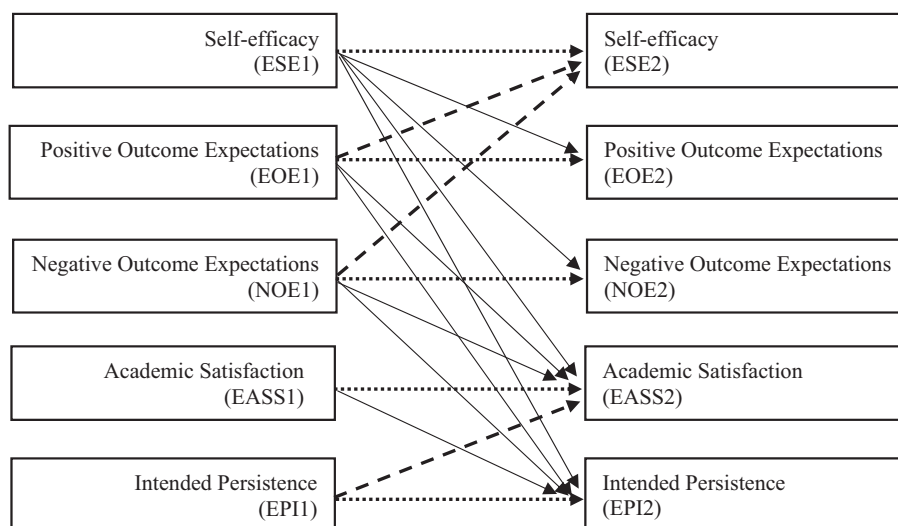 Self-efficacy
(ESE1)
Self-efficacy
(ESE2)
Positive Outcome Expectations
(EOE1)
Positive Outcome Expectations
(EOE2)
Negative Outcome Expectations
(NOE1)
Negative Outcome Expectations
(NOE2)
Academic Satisfaction
(EASS1)
Academic Satisfaction
(EASS2)
Intended Persistence
(EPI1)
Intended Persistence
(EPI2)